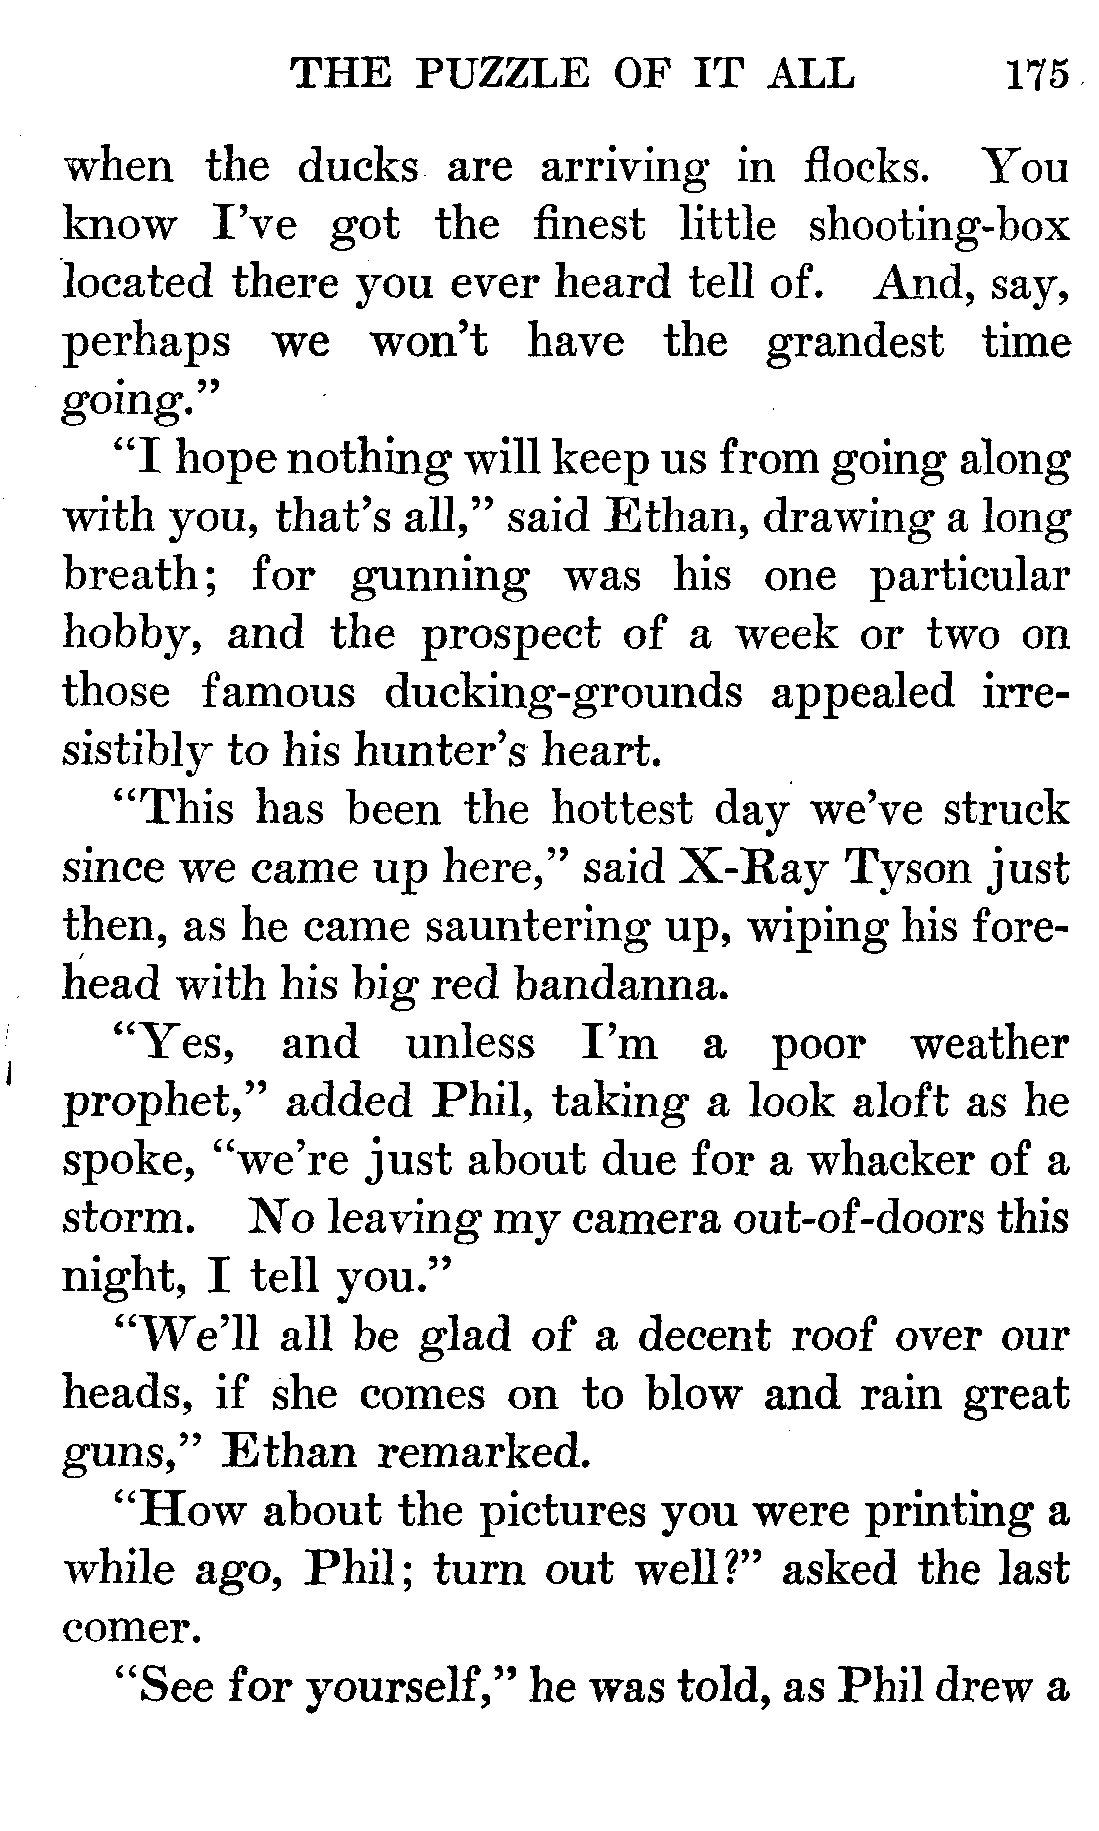 THE PUZZLE OF IT ALL 175
when the ducks are arriving in flocks. You
know I've got the finest little shooting-box
located there you ever heard tell of. And, say,
perhaps we won't have the grandest time
going."
"I hope nothing will keep us from going along
with you, that's all," said Ethan, drawing a long
breath; for gunning was his one particular
hobby, and the prospect of a week or two on
those famous ducking-grounds appealed irre-
sistibly to his hunter's heart.
"This has been the hottest day we've struck
since we came up here," said X-Ray Tyson just
then, as he came sauntering up, wiping his fore-
head with his big red bandanna.
"Yes, and unless I'm a poor weather
prophet," added Phil, taking a look aloft as he
spoke, "we're just about due for a whacker of a
storm. No leaving my camera out-of-doors this
night, I tell you."
"We'll all be glad of a decent roof over our
heads, if she comes on to blow and rain great
guns," Ethan remarked.
"How about the pictures you were printing a
while ago, Phil; turn out well?" asked the last
comer.
"See for yourself," he was told, as Phil drew a